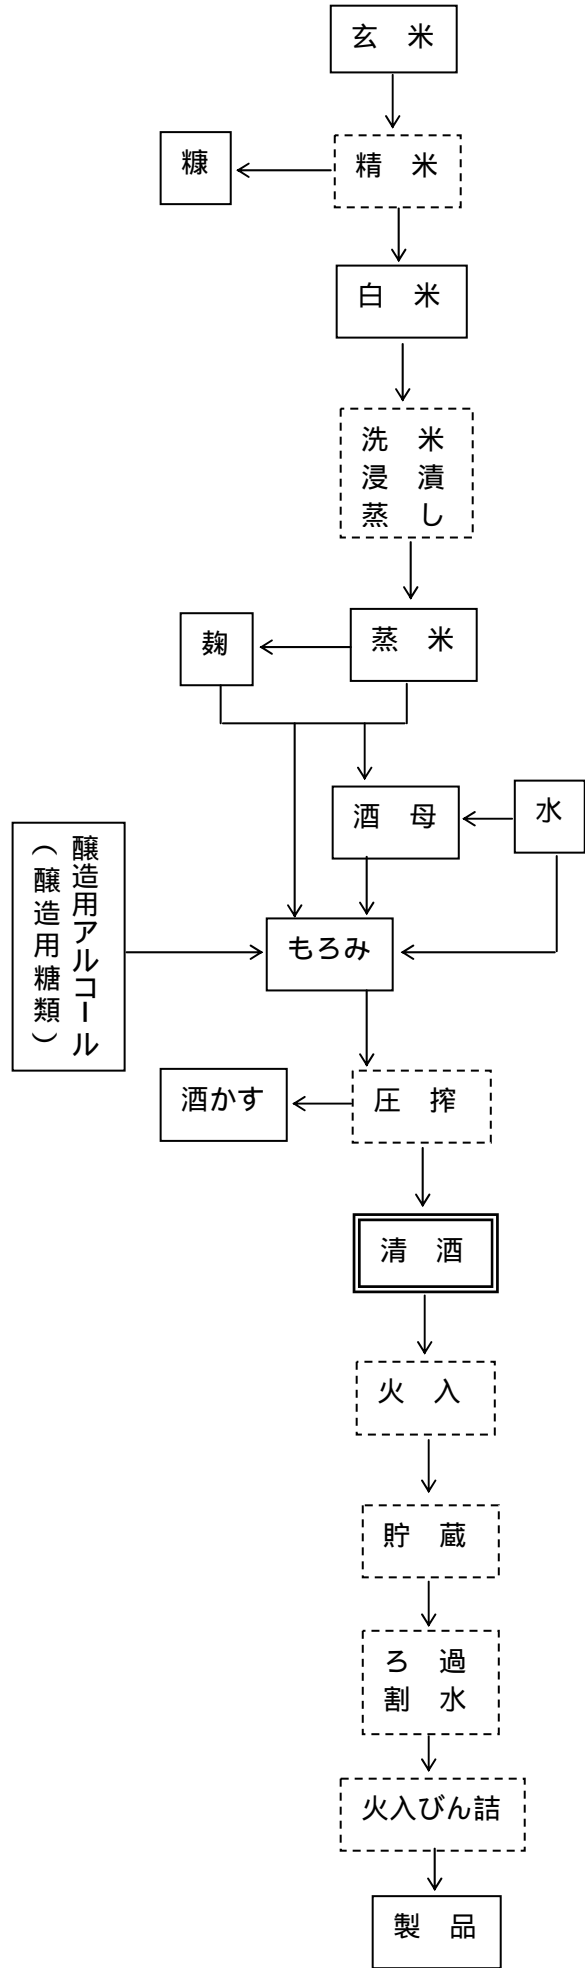 玄　米
糠
精　米
白　米
洗　米
浸　漬
蒸　し
麹
蒸　米
酒　母
水
醸造用アルコール
（醸造用糖類）
もろみ
酒かす
圧　搾
清　酒
火　入
貯　蔵
ろ　過
割　水
火入びん詰
製　品